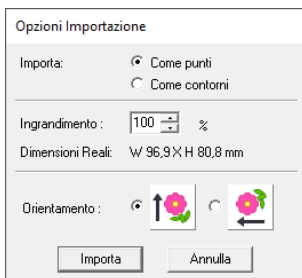 Opzioni Importazione
Importa: Come punti
Come contorni
Ingrandimento : 100 %
Dimensioni Reali: W 96,9 X H 80,8 mm
Orientamento :
Importa Annulla